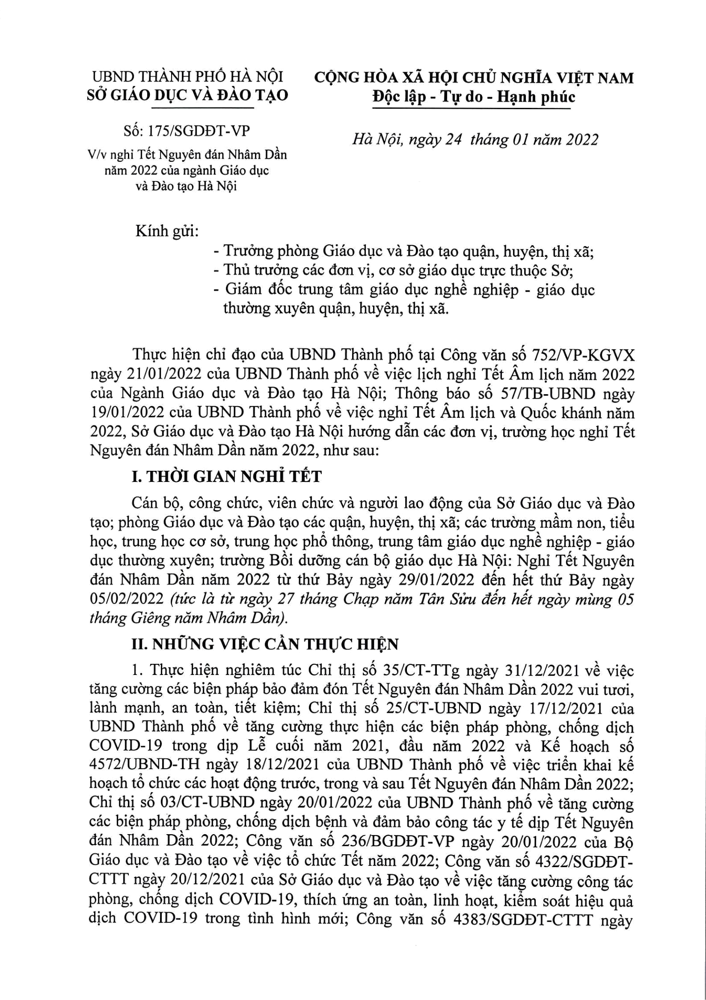 UBND THÀNH PHỐ HÀ NỘI
SỞ GIÁO DỤC VÀ ĐÀO TẠO
CỘNG HÒA XÃ HỘI CHỦ NGHĨA VIỆT NAM
Độc lập - Tự do - Hạnh phúc
Số: 175/SGDĐT-VP
V/v nghỉ Tết Nguyên đán Nhâm Dần
năm 2022 của ngành Giáo dục
và Đào tạo Hà Nội
Hà Nội, ngày 24 tháng 01 năm 2022
Kính gửi:
- Trưởng phòng Giáo dục và Đào tạo quận, huyện, thị xã;
- Thủ trưởng các đơn vị, cơ sở giáo dục trực thuộc Sở;
- Giám đốc trung tâm giáo dục nghề nghiệp - giáo dục
thường xuyên quận, huyện, thị xã.
Thực hiện chỉ đạo của UBND Thành phố tại Công văn số 752/VP-KGVX
ngày 21/01/2022 của UBND Thành phố về việc lịch nghỉ Tết Âm lịch năm 2022
của Ngành Giáo dục và Đào tạo Hà Nội; Thông báo số 57/TB-UBND ngày
19/01/2022 của UBND Thành phố về việc nghỉ Tết Âm lịch và Quốc khánh năm
2022, Sở Giáo dục và Đào tạo Hà Nội hướng dẫn các đơn vị, trường học nghỉ Tết
Nguyên đán Nhâm Dần năm 2022, như sau:
I. THỜI GIAN NGHỈ TẾT
Cán bộ, công chức, viên chức và người lao động của Sở Giáo dục và Đào
tạo; phòng Giáo dục và Đào tạo các quận, huyện, thị xã; các trường mầm non, tiểu
học, trung học cơ sở, trung học phổ thông, trung tâm giáo dục nghề nghiệp - giáo
dục thường xuyên; trường Bồi dưỡng cán bộ giáo dục Hà Nội: Nghỉ Tết Nguyên
đán Nhâm Dần năm 2022 từ thứ Bảy ngày 29/01/2022 đến hết thứ Bảy ngày
05/02/2022 (tức là từ ngày 27 tháng Chạp năm Tân Sửu đến hết ngày mùng 05
tháng Giêng năm Nhâm Dần).
II. NHỮNG VIỆC CẦN THỰC HIỆN
1. Thực hiện nghiêm túc Chỉ thị số 35/CT-TTg ngày 31/12/2021 về việc
tăng cường các biện pháp bảo đảm đón Tết Nguyên đán Nhâm Dần 2022 vui tươi,
lành mạnh, an toàn, tiết kiệm; Chỉ thị số 25/CT-UBND ngày 17/12/2021 của
UBND Thành phố về tăng cường thực hiện các biện pháp phòng, chống dịch
COVID-19 trong dịp Lễ cuối năm 2021, đầu năm 2022 và Kế hoạch số
4572/UBND-TH ngày 18/12/2021 của UBND Thành phố về việc triển khai kế
hoạch tổ chức các hoạt động trước, trong và sau Tết Nguyên đán Nhâm Dần 2022;
Chỉ thị số 03/CT-UBND ngày 20/01/2022 của UBND Thành phố về tăng cường
các biện pháp phòng, chống dịch bệnh và đảm bảo công tác y tế dịp Tết Nguyên
đán Nhâm Dần 2022; Công văn số 236/BGDĐT-VP ngày 20/01/2022 của Bộ
Giáo dục và Đào tạo về việc tổ chức Tết năm 2022; Công văn số 4322/SGDĐT-
CTTT ngày 20/12/2021 của Sở Giáo dục và Đào tạo về việc tăng cường công tác
phòng, chống dịch COVID-19, thích ứng an toàn, linh hoạt, kiểm soát hiệu quả
dịch COVID-19 trong tình hình mới; Công văn số 4383/SGDĐT-CTTT ngày